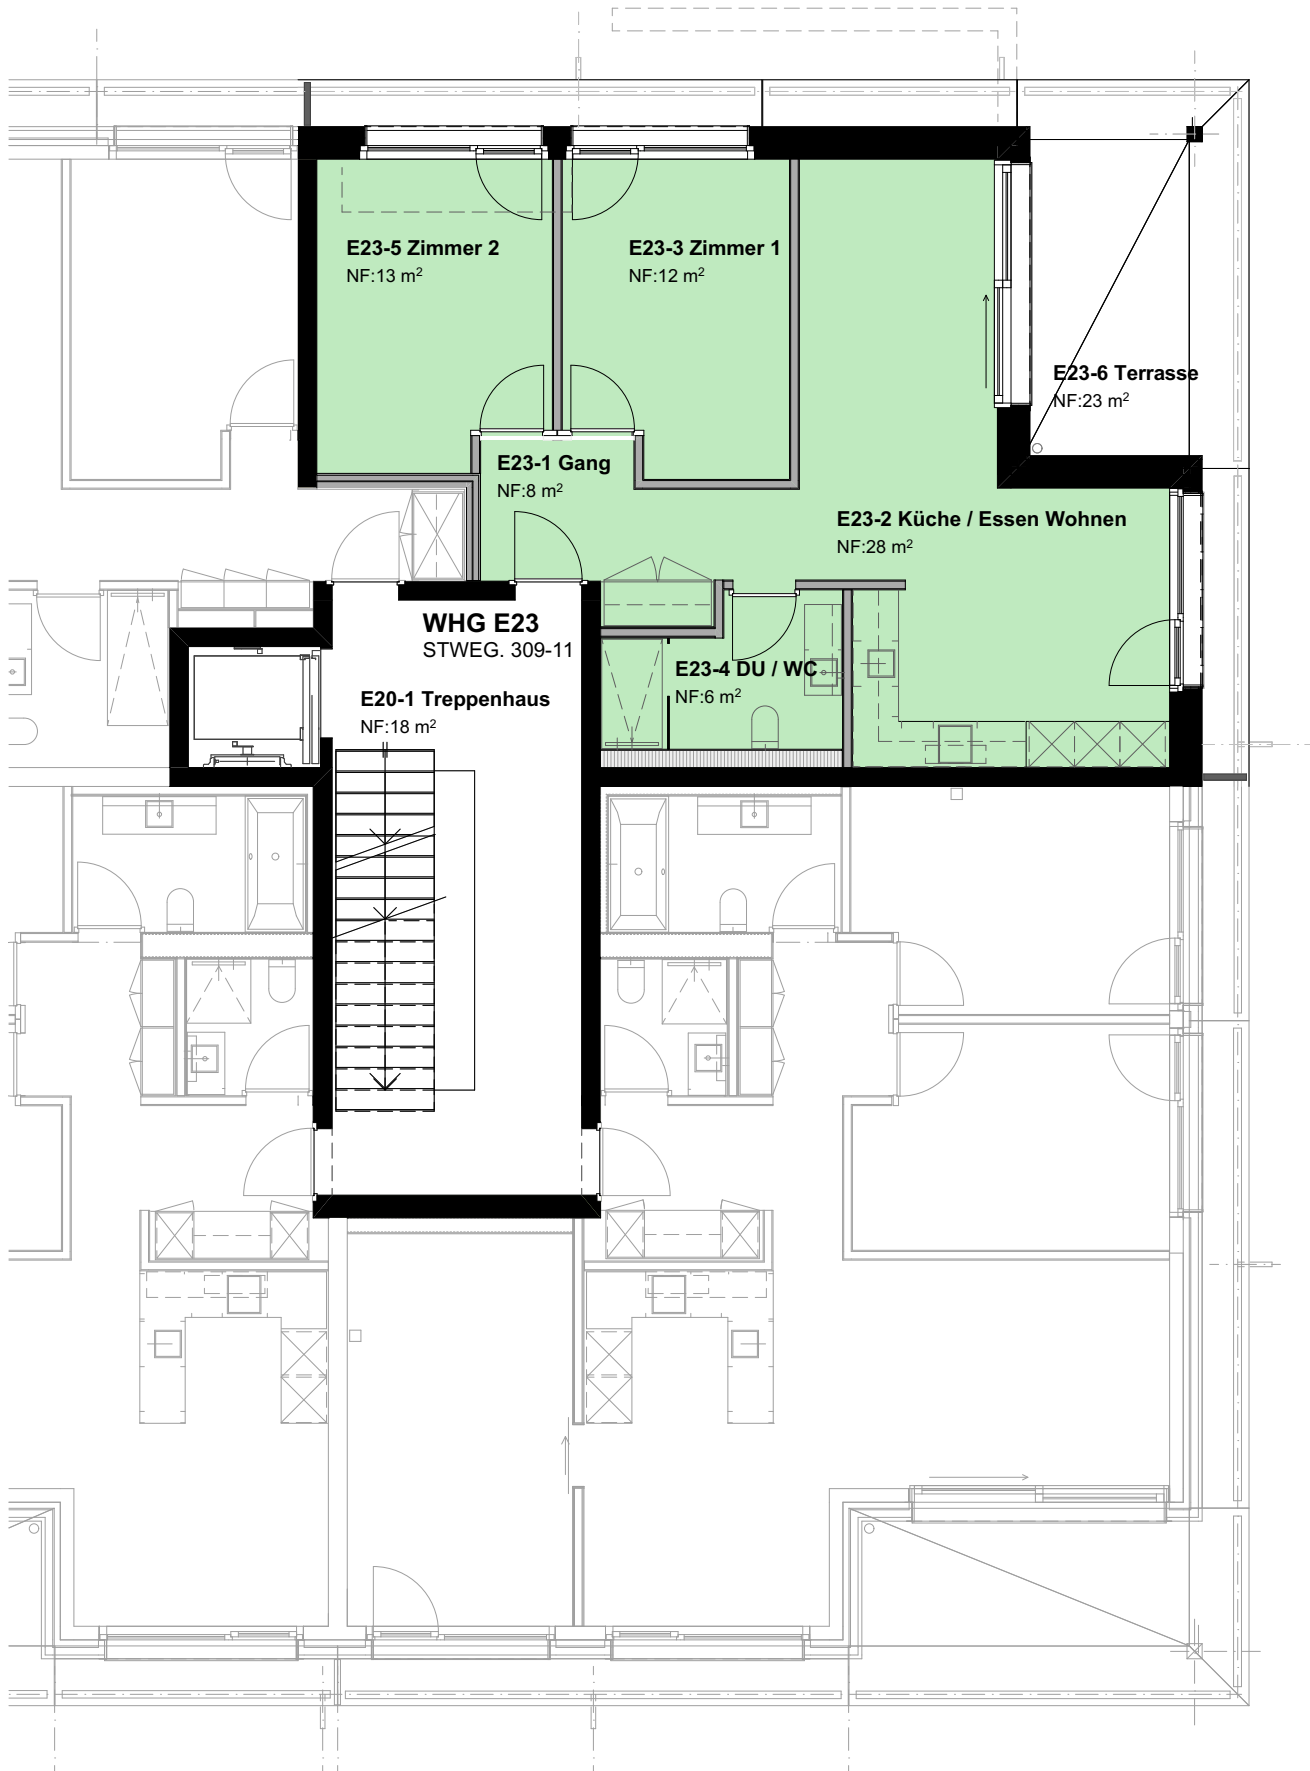 E23-5 Zimmer 2
NF:13 m²
E23-3 Zimmer 1
NF:12 m²
E23-6 Terrasse
NF:23 m²
E23-1 Gang
NF:8 m²
E23-2 Küche / Essen Wohnen
NF:28 m²
WHG E23
STWEG. 309-11
E23-4 DU / WC
NF:6 m²
E20-1 Treppenhaus
NF:18 m²